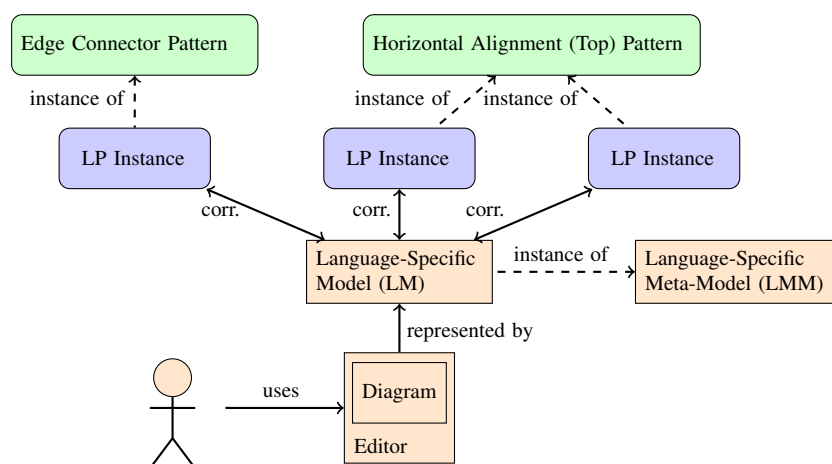 Edge Connector Pattern
Horizontal Alignment (Top) Pattern
instance of
instance of
instance of
LP Instance
LP Instance
LP Instance
corr.
corr.
corr.
Language-Specific
Model (LM)
instance of
Language-Specific
Meta-Model (LMM)
represented by
uses
Diagram
Editor